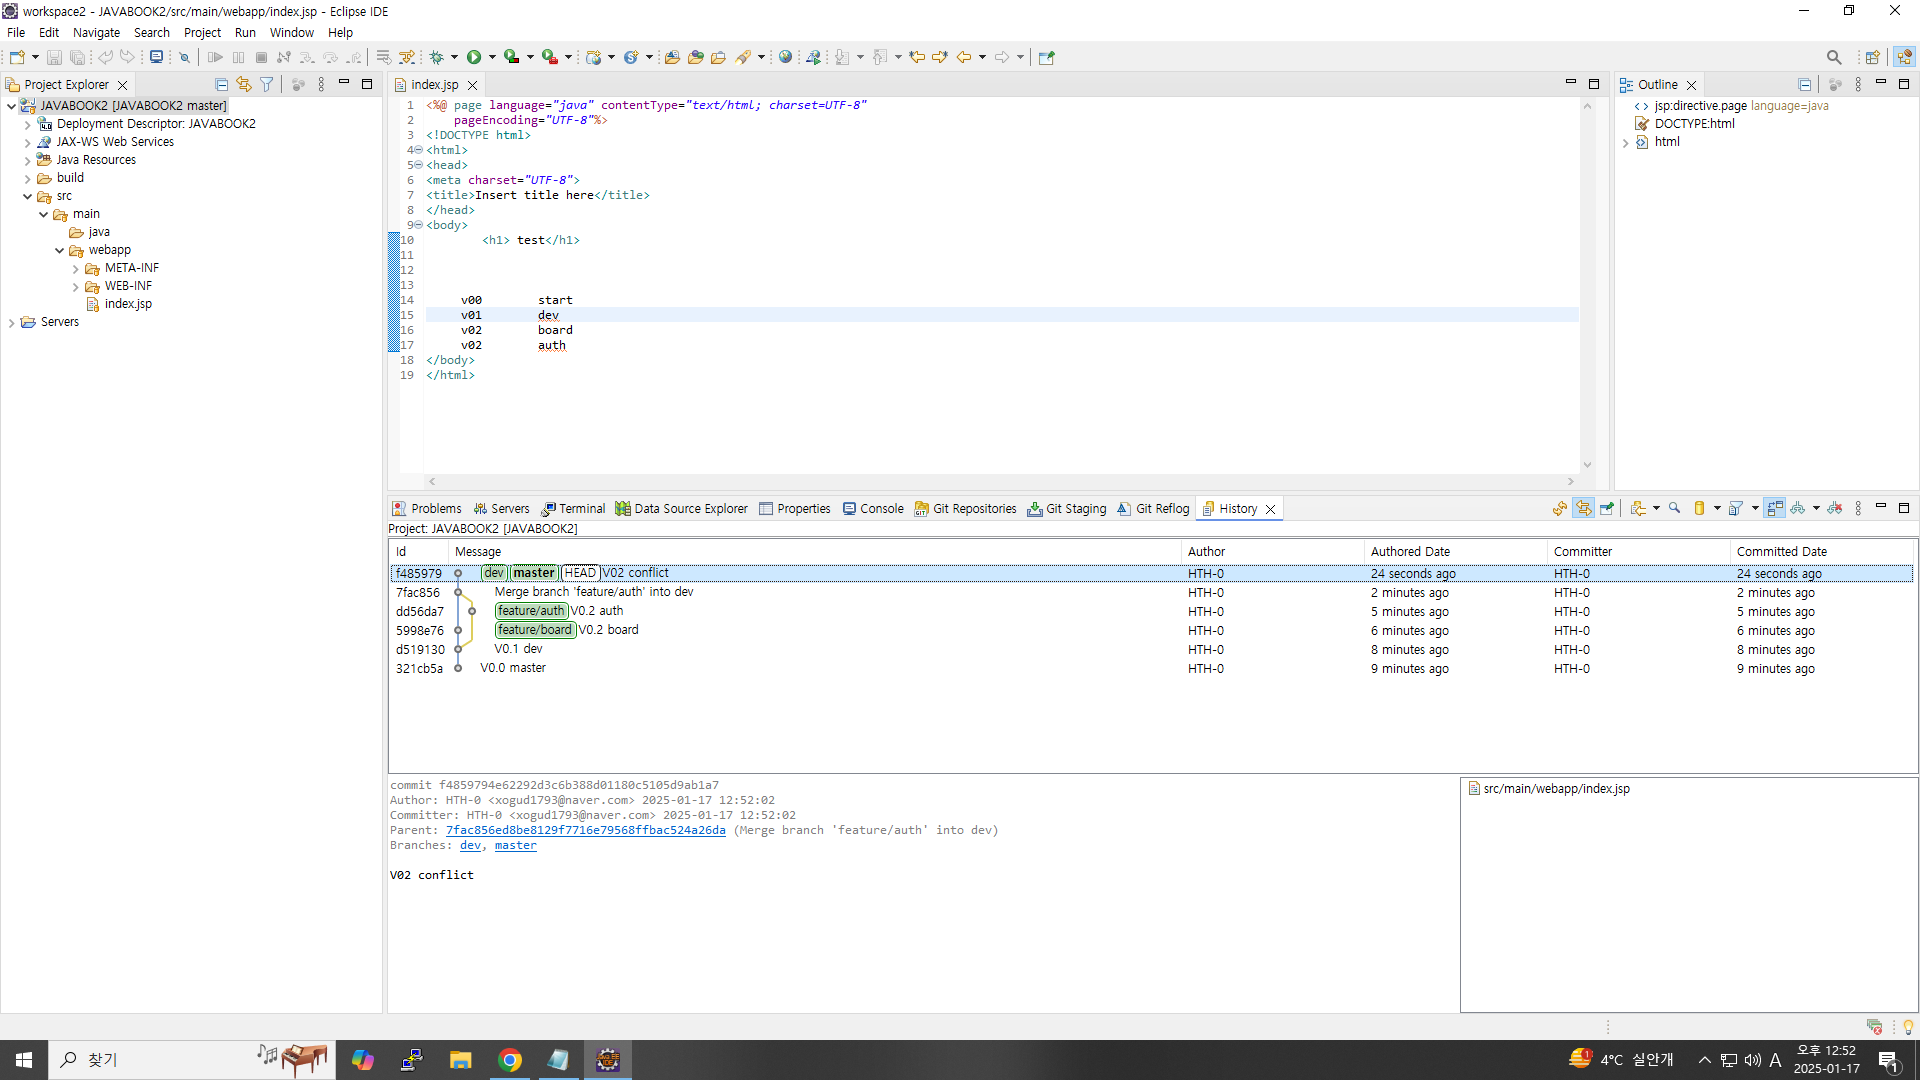 workspace2 - JAVABOOK2/src/main/webapp/index.jsp - Eclipse IDE
File Edit Navigate Search Project Run Window Help
Project Explorer
JAVABOOK2 [JAVABOOK2 master]
Deployment Descriptor: JAVABOOK2
JAX-WS Web Services
Java Resources
build
src
main
java
webapp
META-INF
WEB-INF
index.jsp
Servers
index.jsp
1 <%@ page language="java" contentType="text/html; charset=UTF-8"
2 pageEncoding="UTF-8"%>
3 <!DOCTYPE html>
4 <html>
5 <head>
6 <meta charset="UTF-8">
7 <title>Insert title here</title>
8 </head>
9 <body>
10 <h1> test</h1>
11
12
13
14 v00 start
15 v01 dev
16 v02 board
17 v02 auth
18 </body>
19 </html>
Outline
jsp:directive.page language=java
DOCTYPE:html
html
Problems Servers Terminal Data Source Explorer Properties Console Git Repositories Git Staging Git Reflog History
Project: JAVABOOK2 [JAVABOOK2]
Id Message Author Authored Date Committer Committed Date
f485979 dev master HEAD V02 conflict HTH-0 24 seconds ago HTH-0 24 seconds ago
7fac856 Merge branch 'feature/auth' into dev HTH-0 2 minutes ago HTH-0 2 minutes ago
dd56da7 feature/auth V0.2 auth HTH-0 5 minutes ago HTH-0 5 minutes ago
5998e76 feature/board V0.2 board HTH-0 6 minutes ago HTH-0 6 minutes ago
d519130 V0.1 dev HTH-0 8 minutes ago HTH-0 8 minutes ago
321cb5a V0.0 master HTH-0 9 minutes ago HTH-0 9 minutes ago
commit f4859794e62292d3c6b388d01180c5105d9ab1a7
Author: HTH-0 <xogud1793@naver.com> 2025-01-17 12:52:02
Committer: HTH-0 <xogud1793@naver.com> 2025-01-17 12:52:02
Parent: 7fac856ed8be8129f7716e79568ffbac524a26da (Merge branch 'feature/auth' into dev)
Branches: dev, master
V02 conflict
src/main/webapp/index.jsp
찾기
1
4°C 실안개
A
오후 12:52
2025-01-17
1